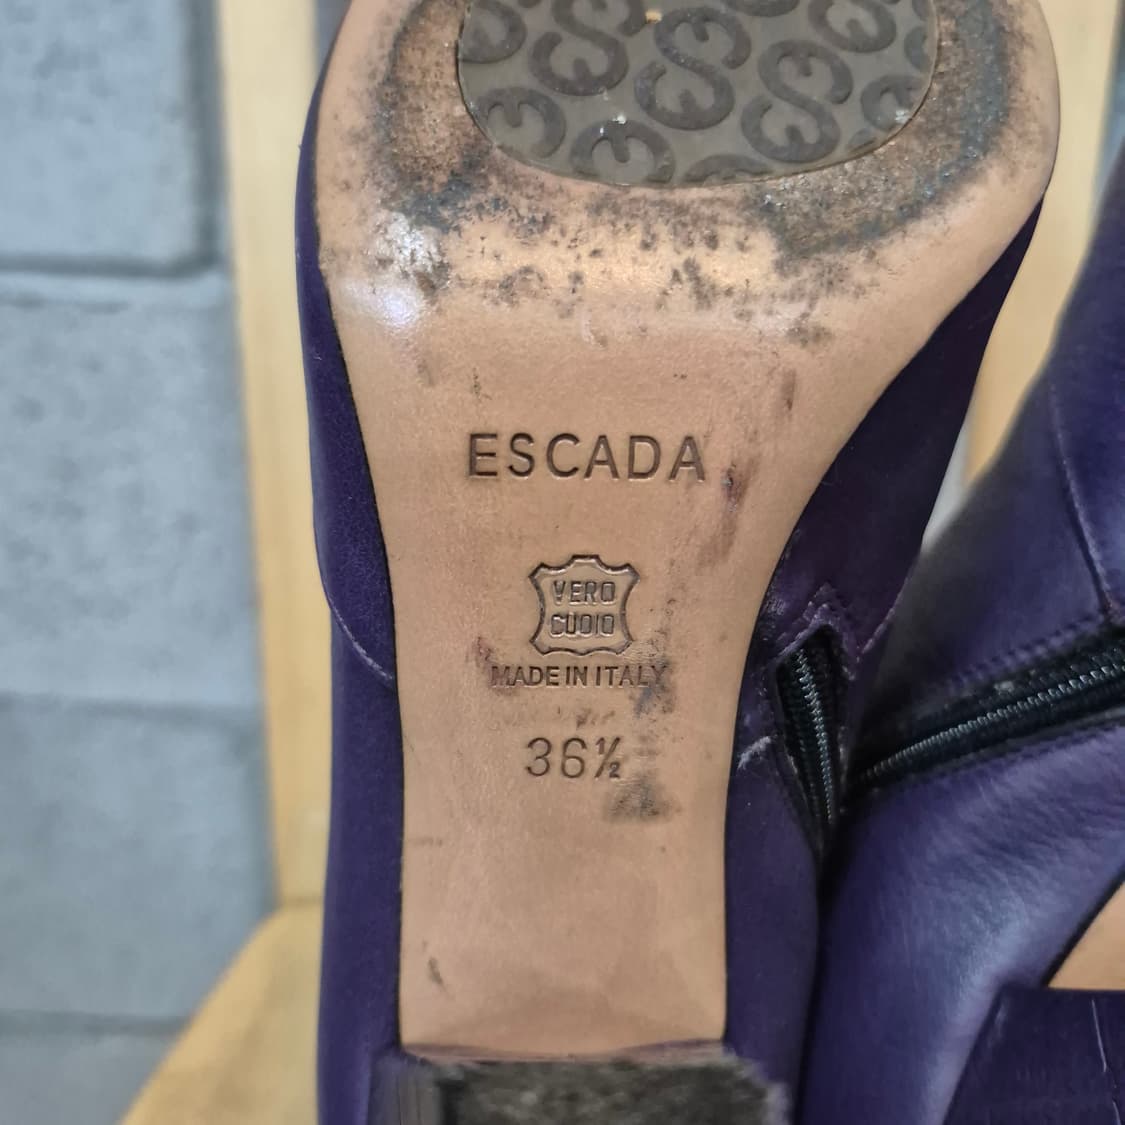 ESCADA
VERO
CUOIO
MADE IN ITALY
36½